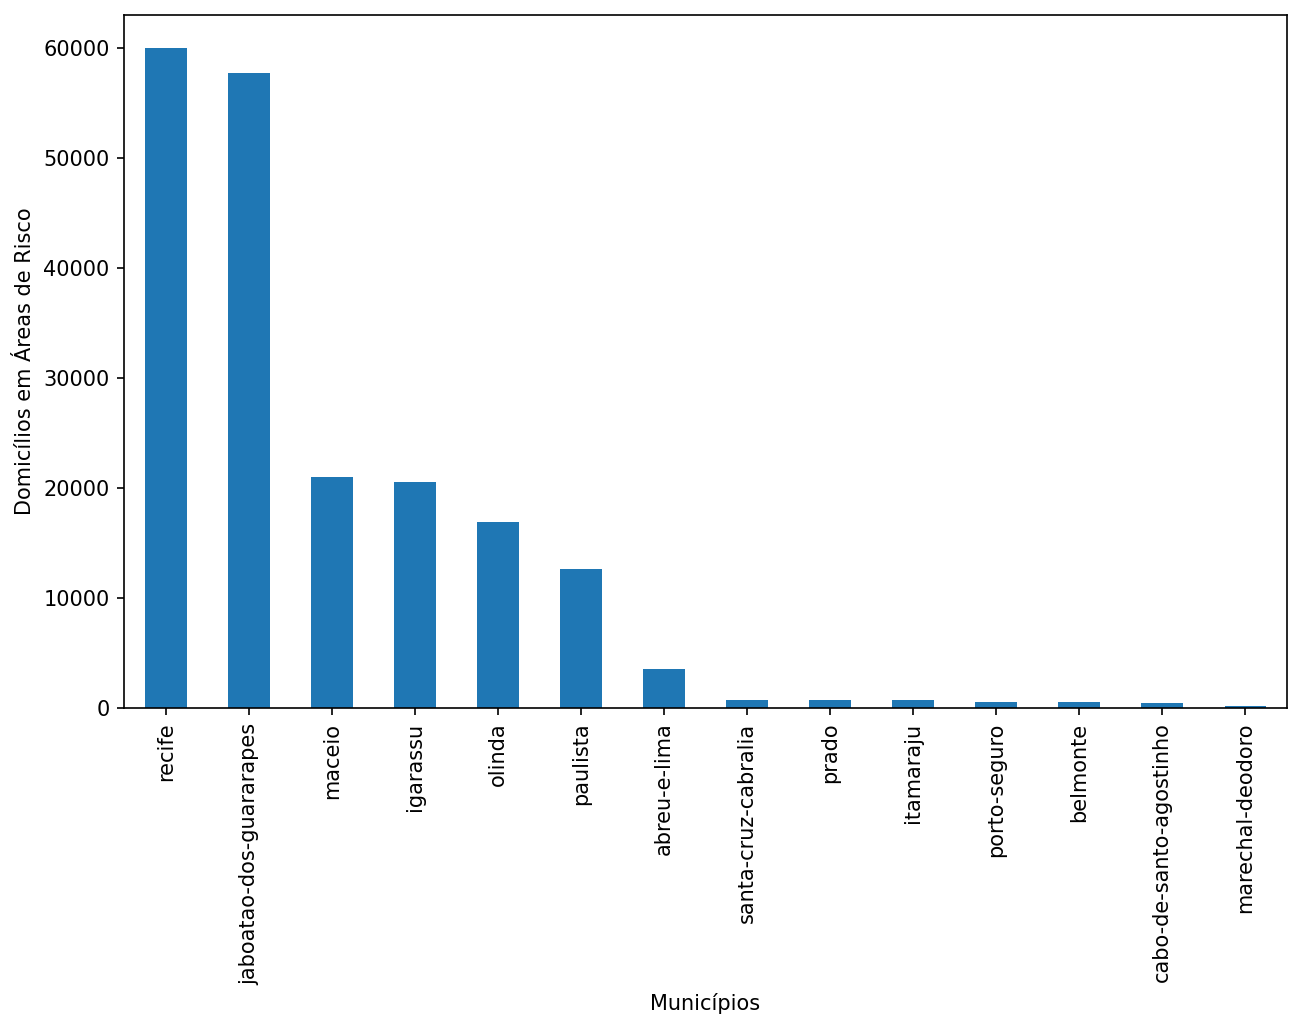 60000
50000
40000
30000
20000
10000
0
Domicílios em Áreas de Risco
recife
jaboatao-dos-guararapes
maceio
igarassu
olinda
paulista
abreu-e-lima
santa-cruz-cabralia
prado
itamaraju
porto-seguro
belmonte
cabo-de-santo-agostinho
marechal-deodoro
Municípios